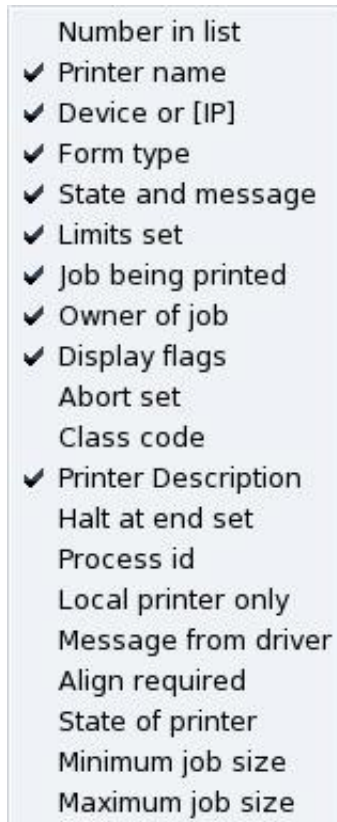 Number in list
Printer name
Device or [IP]
Form type
State and message
Limits set
Job being printed
Owner of job
Display flags
Abort set
Class code
Printer Description
Halt at end set
Process id
Local printer only
Message from driver
Align required
State of printer
Minimum job size
Maximum job size